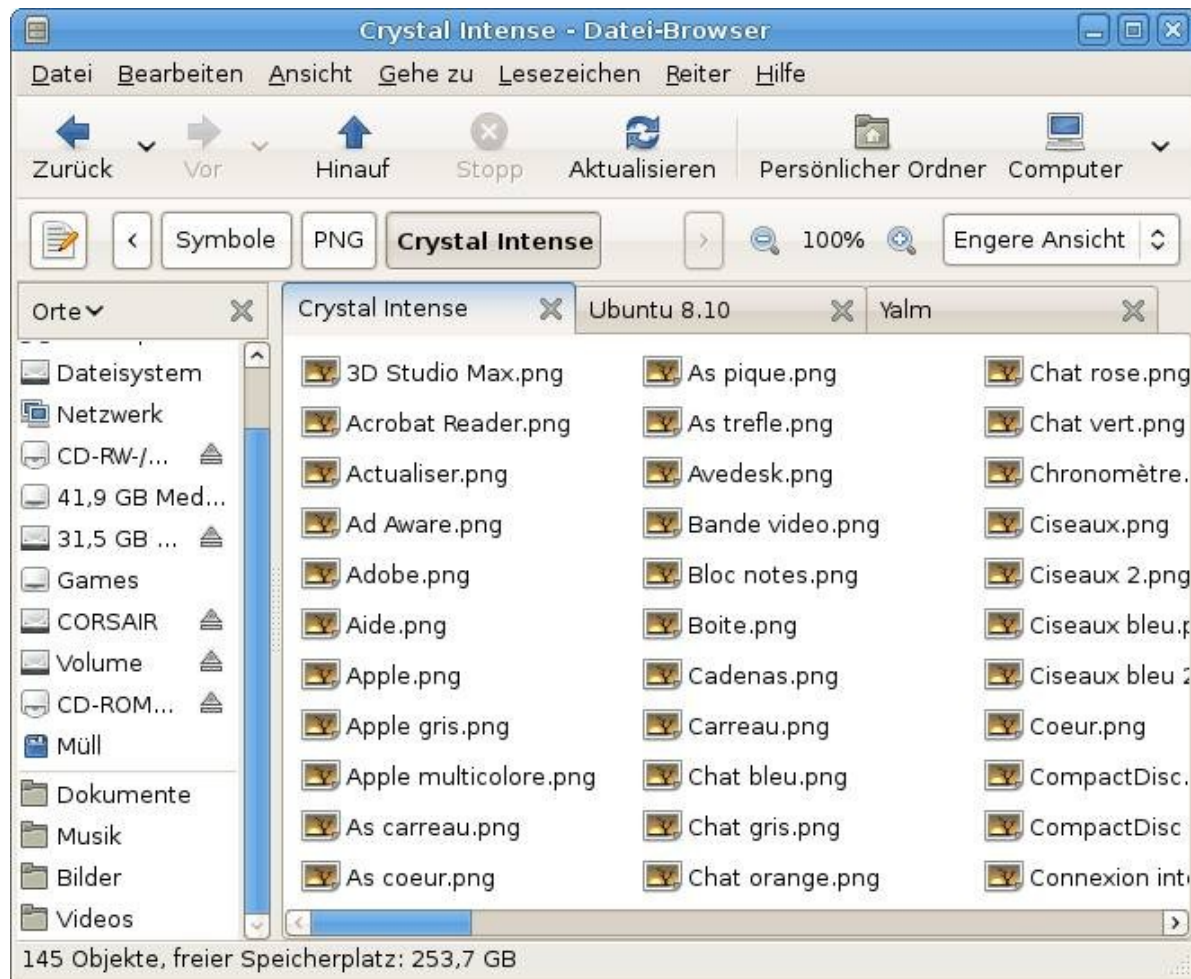 Crystal Intense - Datei-Browser
Datei Bearbeiten Ansicht Gehe zu Lesezeichen Reiter Hilfe
Zurück Vor Hinauf Stopp Aktualisieren Persönlicher Ordner Computer
Symbole PNG Crystal Intense 100% Engere Ansicht
Orte
Dateisystem
Netzwerk
CD-RW-/...
41,9 GB Med...
31,5 GB ...
Games
CORSAIR
Volume
CD-ROM...
Müll
Dokumente
Musik
Bilder
Videos
Crystal Intense Ubuntu 8.10 Yalm
3D Studio Max.png
Acrobat Reader.png
Actualiser.png
Ad Aware.png
Adobe.png
Aide.png
Apple.png
Apple gris.png
Apple multicolore.png
As carreau.png
As coeur.png
As pique.png
As trefle.png
Avedesk.png
Bande video.png
Bloc notes.png
Boite.png
Cadenas.png
Carreau.png
Chat bleu.png
Chat gris.png
Chat orange.png
Chat rose.png
Chat vert.png
Chronomètre.
Ciseaux.png
Ciseaux 2.png
Ciseaux bleu.p
Ciseaux bleu 2
Coeur.png
CompactDisc.
CompactDisc
Connexion inte
145 Objekte, freier Speicherplatz: 253,7 GB